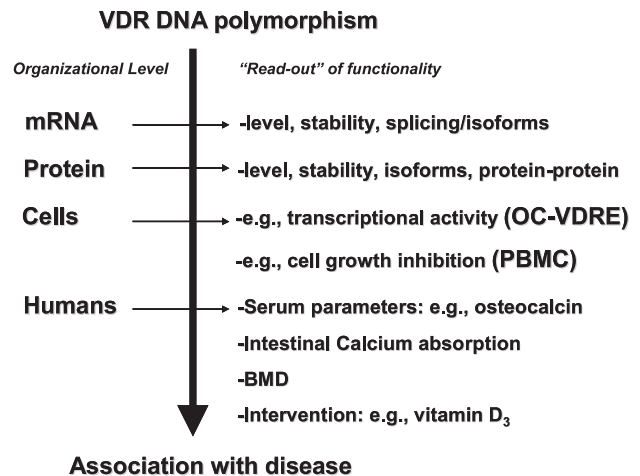 VDR DNA polymorphism
Organizational Level “Read-out” of functionality
mRNA -level, stability, splicing/isoforms
Protein -level, stability, isoforms, protein-protein
Cells -e.g., transcriptional activity (OC-VDRE)
-e.g., cell growth inhibition (PBMC)
Humans -Serum parameters: e.g., osteocalcin
-Intestinal Calcium absorption
-BMD
-Intervention: e.g., vitamin D₃
Association with disease